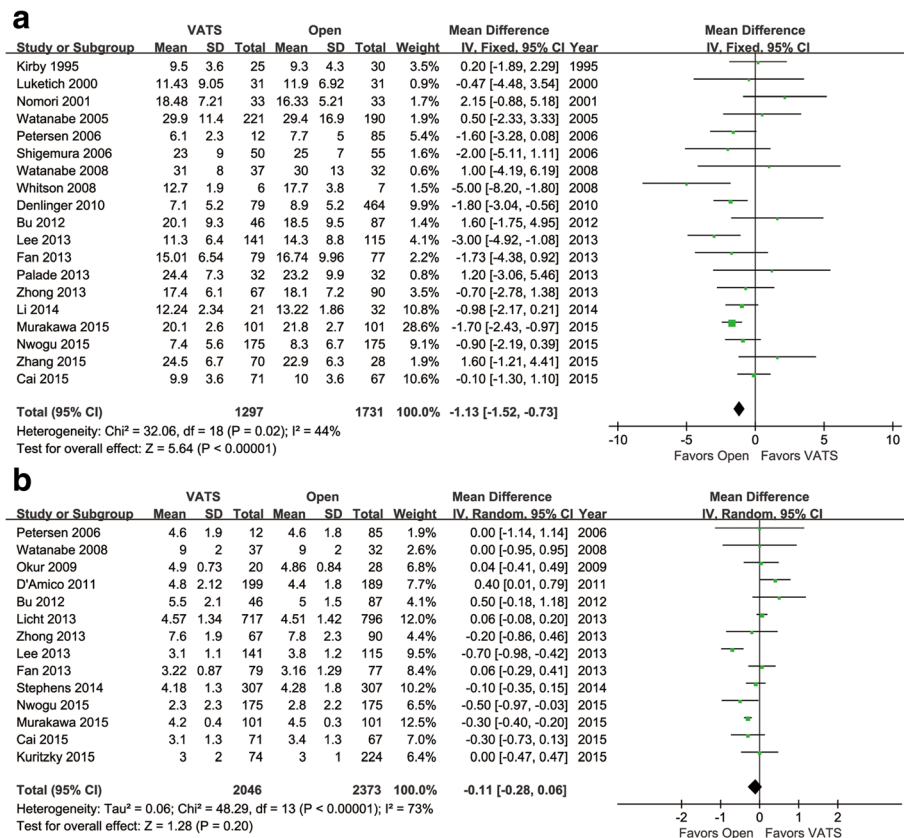 a
VATS Open Mean Difference Mean Difference
Study or Subgroup Mean SD Total Mean SD Total Weight IV, Fixed, 95% CI Year IV, Fixed, 95% CI
Kirby 1995 9.5 3.6 25 9.3 4.3 30 3.5% 0.20 [-1.89, 2.29] 1995
Luketich 2000 11.43 9.05 31 11.9 6.92 31 1.0% -0.47 [-4.48, 3.54] 2000
Nomori 2001 18.48 7.21 33 16.33 5.21 33 1.7% 2.15 [-0.88, 5.18] 2001
Watanabe 2005 29.9 11.4 221 29.4 16.9 190 1.9% 0.50 [-2.33, 3.33] 2005
Petersen 2006 6.1 2.3 12 7.7 5 85 5.4% -1.60 [-3.28, 0.08] 2006
Shigemura 2006 23 9 50 25 7 55 1.6% -2.00 [-5.11, 1.11] 2006
Watanabe 2008 31 8 37 30 13 32 0.6% 1.00 [-4.19, 6.19] 2008
Whitson 2008 12.7 1.9 6 17.7 3.8 7 1.5% -5.00 [-8.20, -1.80] 2008
Denlinger 2010 7.1 5.2 79 8.9 5.2 464 9.9% -1.80 [-3.04, -0.56] 2010
Bu 2012 20.1 9.3 46 18.5 9.5 87 1.4% 1.60 [-1.75, 4.95] 2012
Lee 2013 11.3 6.4 141 14.3 8.8 115 4.1% -3.00 [-4.92, -1.08] 2013
Fan 2013 15.01 6.54 79 16.74 9.96 77 2.2% -1.73 [-4.38, 0.92] 2013
Palade 2013 24.4 7.3 32 23.2 9.9 32 0.8% 1.20 [-3.06, 5.46] 2013
Zhong 2013 17.4 6.1 67 18.1 7.2 90 3.5% -0.70 [-2.78, 1.38] 2013
Li 2014 12.24 2.34 21 13.22 1.86 32 10.9% -0.98 [-2.17, 0.21] 2014
Murakawa 2015 20.1 2.6 101 21.8 2.7 101 28.6% -1.70 [-2.43, -0.97] 2015
Nwogu 2015 7.4 5.6 175 8.3 6.7 175 9.1% -0.90 [-2.19, 0.39] 2015
Zhang 2015 24.5 6.7 70 22.9 6.3 28 1.9% 1.60 [-1.21, 4.41] 2015
Cai 2015 9.9 3.6 71 10 3.6 67 10.6% -0.10 [-1.30, 1.10] 2015
Total (95% CI) 1297 1731 100.0% -1.13 [-1.52, -0.73]
Heterogeneity: Chi² = 32.06, df = 18 (P = 0.02); I² = 44%
Test for overall effect: Z = 5.64 (P < 0.00001)
-10 -5 0 5 10
Favors Open Favors VATS
b
VATS Open Mean Difference Mean Difference
Study or Subgroup Mean SD Total Mean SD Total Weight IV, Random, 95% CI Year IV, Random, 95% CI
Petersen 2006 4.6 1.9 12 4.6 1.8 85 1.9% 0.00 [-1.14, 1.14] 2006
Watanabe 2008 9 2 37 9 2 32 2.6% 0.00 [-0.95, 0.95] 2008
Okur 2009 4.9 0.73 20 4.86 0.84 28 7.3% 0.04 [-0.41, 0.49] 2009
D'Amico 2011 4.8 2.12 199 4.4 1.8 189 7.7% 0.40 [0.01, 0.79] 2011
Bu 2012 5.5 2.1 46 5 1.5 87 4.1% 0.50 [-0.18, 1.18] 2012
Licht 2013 4.57 1.34 717 4.51 1.42 796 12.0% 0.06 [-0.08, 0.20] 2013
Zhong 2013 7.6 1.9 67 7.8 2.3 90 4.3% -0.20 [-0.86, 0.46] 2013
Lee 2013 3.1 1.1 141 3.8 1.2 115 9.8% -0.70 [-0.98, -0.42] 2013
Fan 2013 3.22 0.87 79 3.16 1.29 77 8.4% 0.06 [-0.29, 0.41] 2013
Stephens 2014 4.18 1.3 307 4.28 1.8 307 10.2% -0.10 [-0.35, 0.15] 2014
Nwogu 2015 2.3 2.3 175 2.8 2.2 175 6.5% -0.50 [-0.97, -0.03] 2015
Murakawa 2015 4.2 0.4 101 4.5 0.3 101 12.5% -0.30 [-0.40, -0.20] 2015
Cai 2015 3.1 1.3 71 3.4 1.3 67 7.0% -0.30 [-0.73, 0.13] 2015
Kuritzky 2015 3 2 74 3 1 224 6.4% 0.00 [-0.47, 0.47] 2015
Total (95% CI) 2046 2373 100.0% -0.11 [-0.28, 0.06]
Heterogeneity: Tau² = 0.06; Chi² = 48.29, df = 13 (P < 0.00001); I² = 73%
Test for overall effect: Z = 1.28 (P = 0.20)
-2 -1 0 1 2
Favors Open Favors VATS